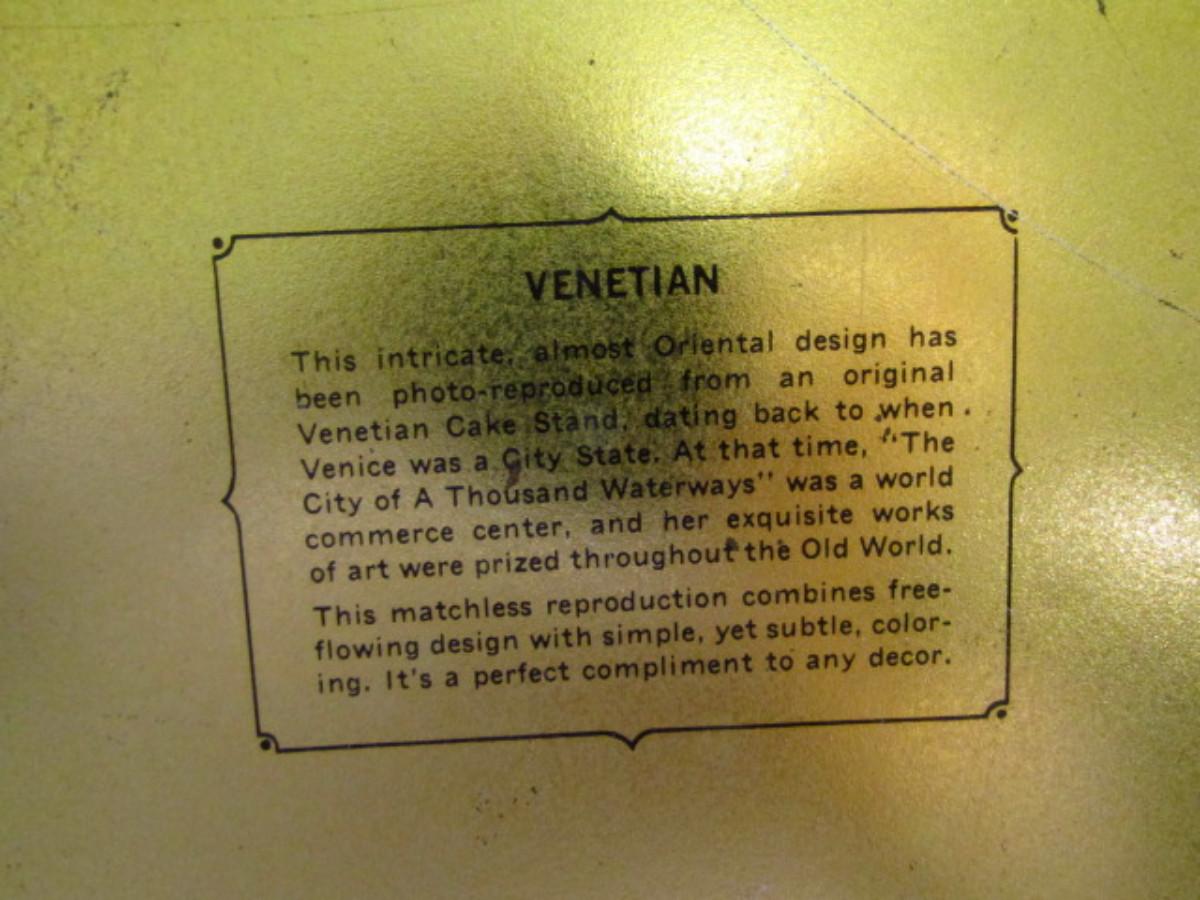 VENETIAN
This intricate, almost Oriental design has
been photo-reproduced from an original
Venetian Cake Stand, dating back to when
Venice was a City State. At that time, "The
City of A Thousand Waterways" was a world
commerce center, and her exquisite works
of art were prized throughout the Old World.
This matchless reproduction combines free-
flowing design with simple, yet subtle, color-
ing. It's a perfect compliment to any decor.